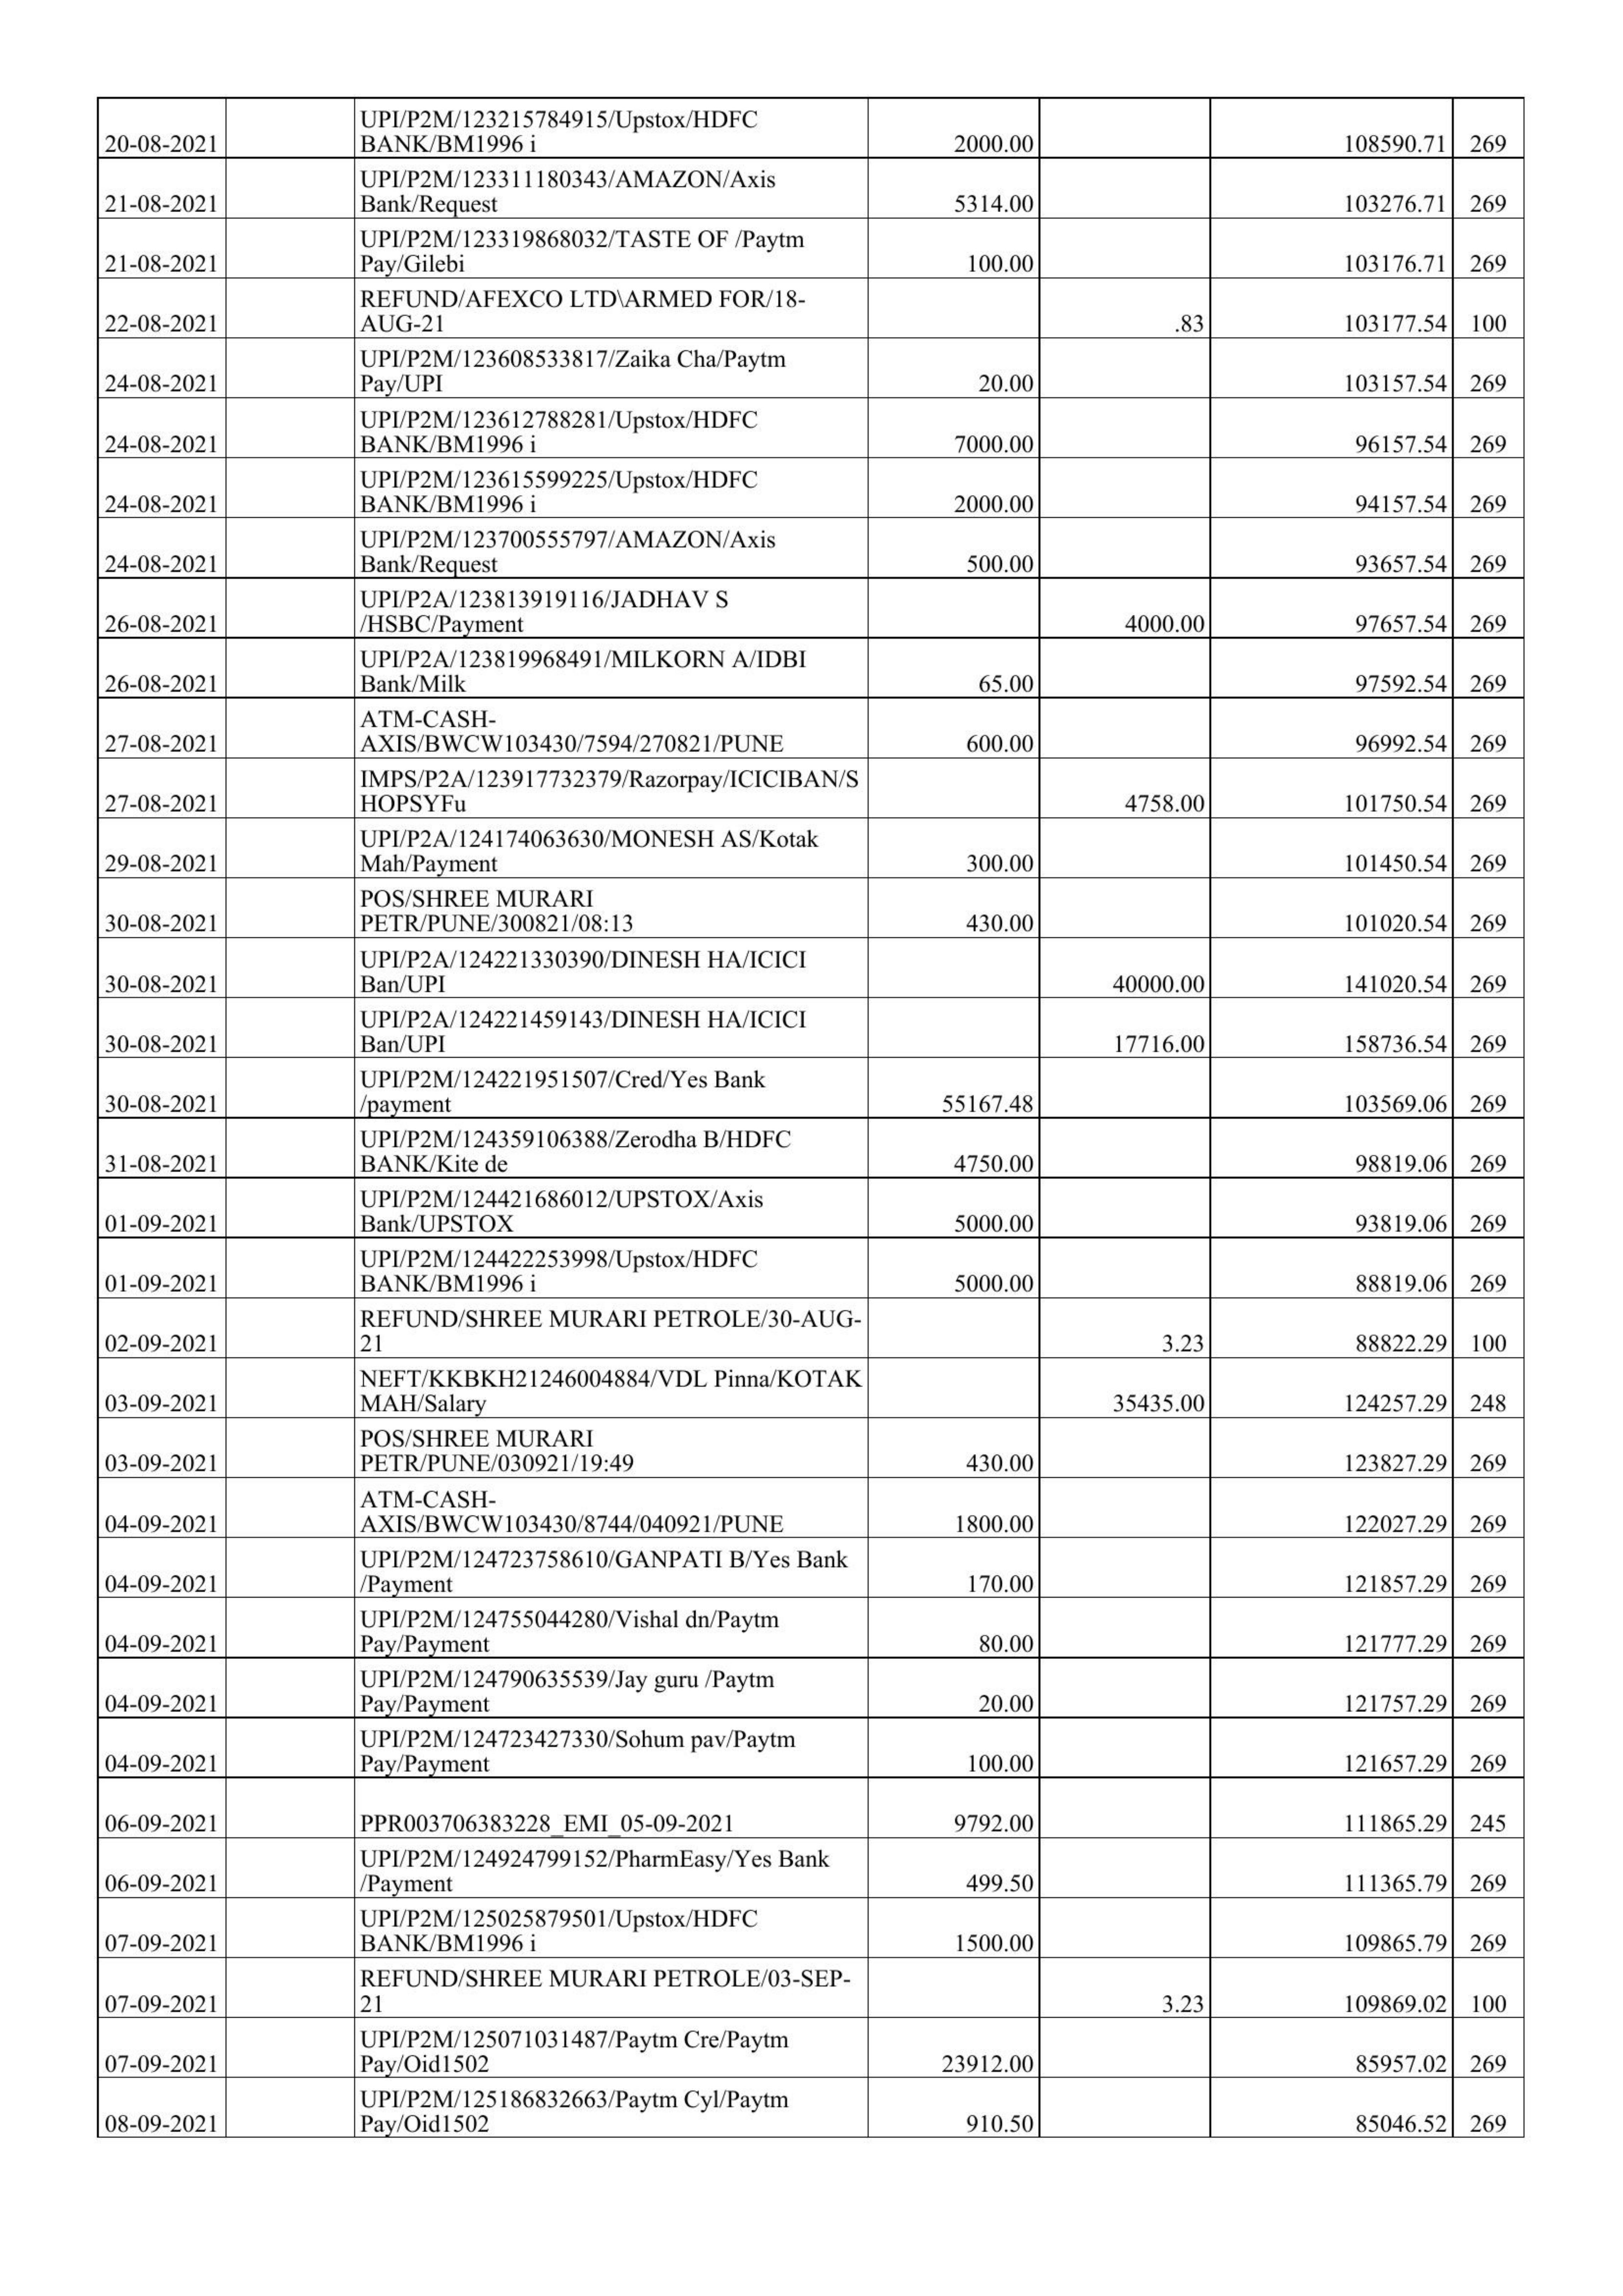 UPI/P2M/123215784915/Upstox/HDFC
20-08-2021 BANK/BM1996 i 2000.00 108590.71 269
UPI/P2M/123311180343/AMAZON/Axis
21-08-2021 Bank/Request 5314.00 103276.71 269
UPI/P2M/123319868032/TASTE OF /Paytm
21-08-2021 Pay/Gilebi 100.00 103176.71 269
REFUND/AFEXCO LTD\ARMED FOR/18-
22-08-2021 AUG-21 .83 103177.54 100
UPI/P2M/123608533817/Zaika Cha/Paytm
24-08-2021 Pay/UPI 20.00 103157.54 269
UPI/P2M/123612788281/Upstox/HDFC
24-08-2021 BANK/BM1996 i 7000.00 96157.54 269
UPI/P2M/123615599225/Upstox/HDFC
24-08-2021 BANK/BM1996 i 2000.00 94157.54 269
UPI/P2M/123700555797/AMAZON/Axis
24-08-2021 Bank/Request 500.00 93657.54 269
UPI/P2A/123813919116/JADHAV S
26-08-2021 /HSBC/Payment 4000.00 97657.54 269
UPI/P2A/123819968491/MILKORN A/IDBI
26-08-2021 Bank/Milk 65.00 97592.54 269
ATM-CASH-
27-08-2021 AXIS/BWCW103430/7594/270821/PUNE 600.00 96992.54 269
IMPS/P2A/123917732379/Razorpay/ICICIBAN/S
27-08-2021 HOPSYFu 4758.00 101750.54 269
UPI/P2A/124174063630/MONESH AS/Kotak
29-08-2021 Mah/Payment 300.00 101450.54 269
POS/SHREE MURARI
30-08-2021 PETR/PUNE/300821/08:13 430.00 101020.54 269
UPI/P2A/124221330390/DINESH HA/ICICI
30-08-2021 Ban/UPI 40000.00 141020.54 269
UPI/P2A/124221459143/DINESH HA/ICICI
30-08-2021 Ban/UPI 17716.00 158736.54 269
UPI/P2M/124221951507/Cred/Yes Bank
30-08-2021 /payment 55167.48 103569.06 269
UPI/P2M/124359106388/Zerodha B/HDFC
31-08-2021 BANK/Kite de 4750.00 98819.06 269
UPI/P2M/124421686012/UPSTOX/Axis
01-09-2021 Bank/UPSTOX 5000.00 93819.06 269
UPI/P2M/124422253998/Upstox/HDFC
01-09-2021 BANK/BM1996 i 5000.00 88819.06 269
REFUND/SHREE MURARI PETROLE/30-AUG-
02-09-2021 21 3.23 88822.29 100
NEFT/KKBKH21246004884/VDL Pinna/KOTAK
03-09-2021 MAH/Salary 35435.00 124257.29 248
POS/SHREE MURARI
03-09-2021 PETR/PUNE/030921/19:49 430.00 123827.29 269
ATM-CASH-
04-09-2021 AXIS/BWCW103430/8744/040921/PUNE 1800.00 122027.29 269
UPI/P2M/124723758610/GANPATI B/Yes Bank
04-09-2021 /Payment 170.00 121857.29 269
UPI/P2M/124755044280/Vishal dn/Paytm
04-09-2021 Pay/Payment 80.00 121777.29 269
UPI/P2M/124790635539/Jay guru /Paytm
04-09-2021 Pay/Payment 20.00 121757.29 269
UPI/P2M/124723427330/Sohum pav/Paytm
04-09-2021 Pay/Payment 100.00 121657.29 269
06-09-2021 PPR003706383228_EMI_05-09-2021 9792.00 111865.29 245
UPI/P2M/124924799152/PharmEasy/Yes Bank
06-09-2021 /Payment 499.50 111365.79 269
UPI/P2M/125025879501/Upstox/HDFC
07-09-2021 BANK/BM1996 i 1500.00 109865.79 269
REFUND/SHREE MURARI PETROLE/03-SEP-
07-09-2021 21 3.23 109869.02 100
UPI/P2M/125071031487/Paytm Cre/Paytm
07-09-2021 Pay/Oid1502 23912.00 85957.02 269
UPI/P2M/125186832663/Paytm Cyl/Paytm
08-09-2021 Pay/Oid1502 910.50 85046.52 269